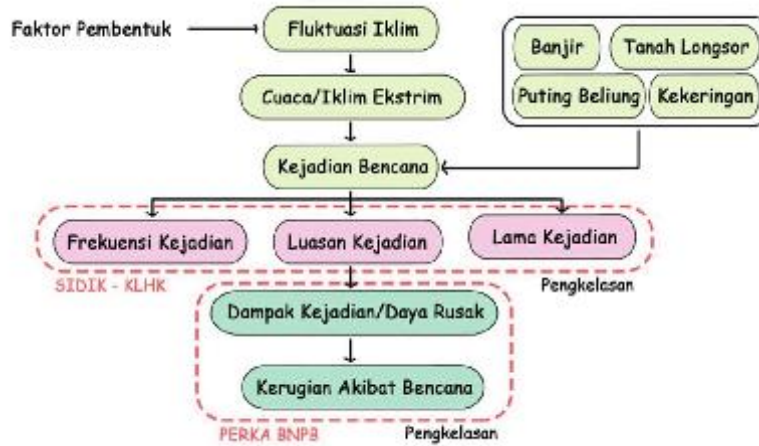 Faktor Pembentuk
Fluktuasi Iklim
Banjir
Tanah Longsor
Puting Beliung
Kekeringan
Cuaca/Iklim Ekstrim
Kejadian Bencana
Frekuensi Kejadian
Luasan Kejadian
Lama Kejadian
SIDIK - KLHK
Pengkelasan
Dampak Kejadian/Daya Rusak
Kerugian Akibat Bencana
PERKA BNPB
Pengkelasan